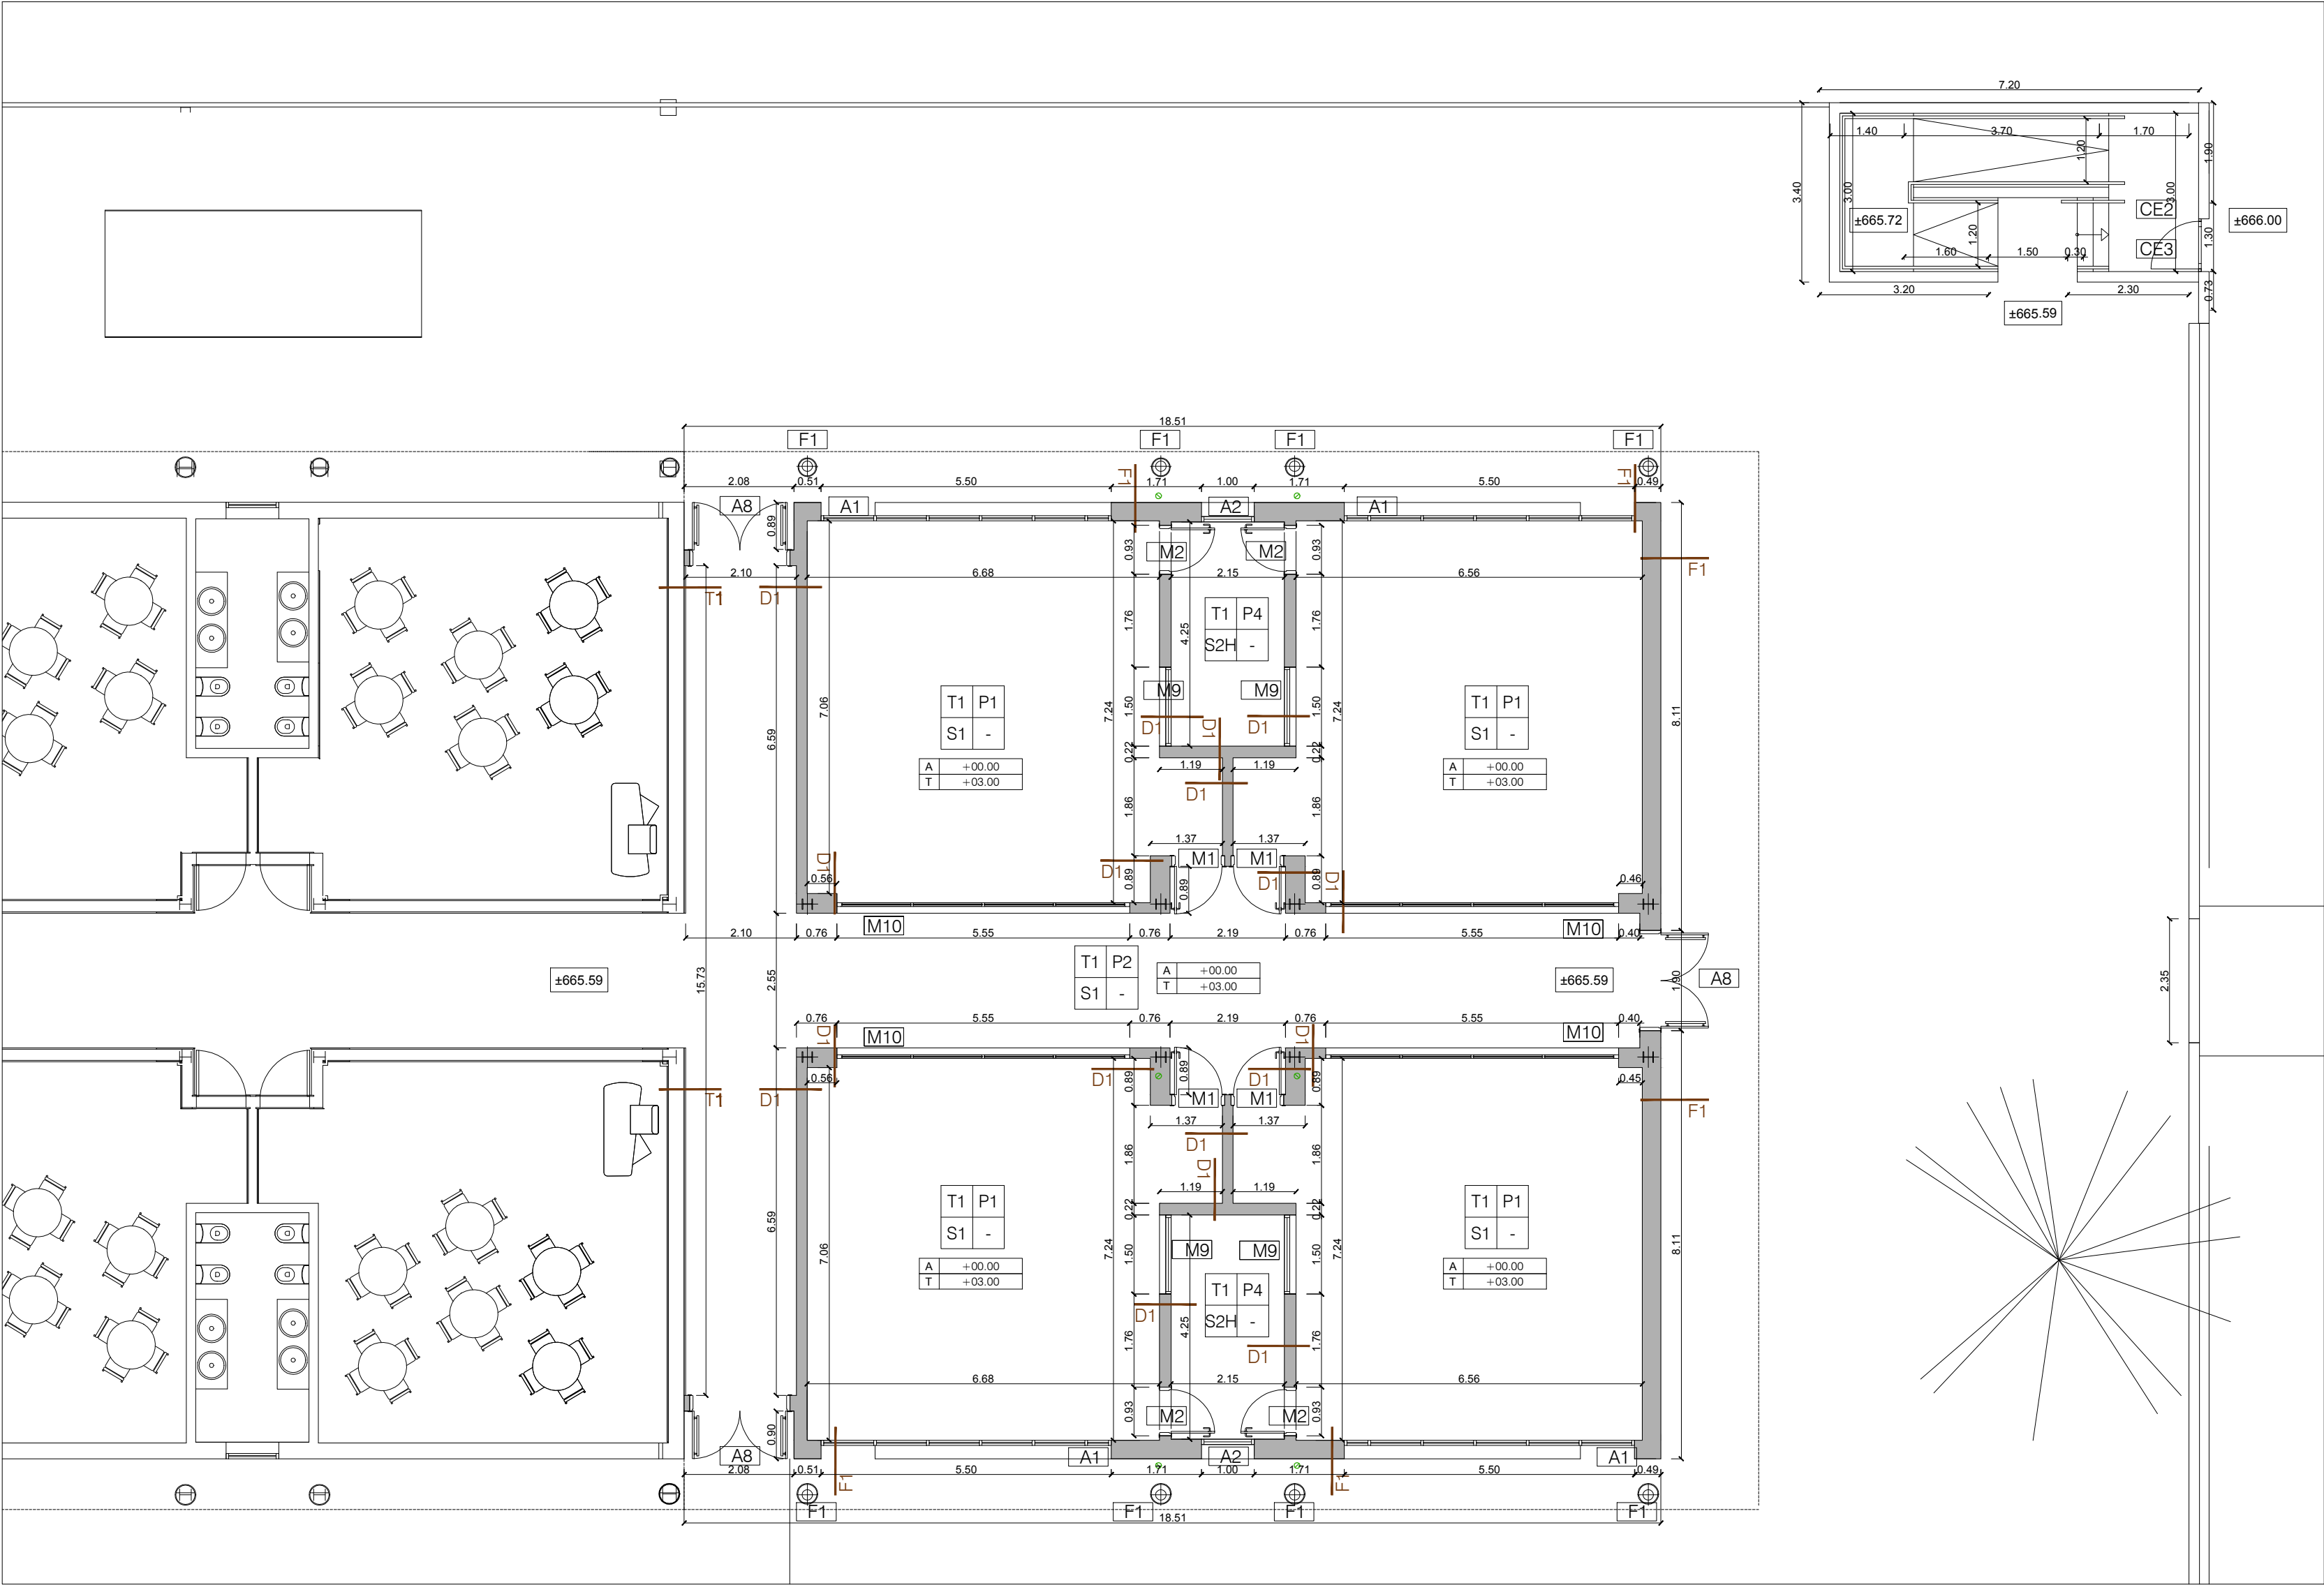 7.20
1.40 3.70 1.70
1.20
1.90
3.40
3.00
3.00
±665.72
CE2
±666.00
1.20
CE3
1.30
1.60 1.50 0.30
3.20 2.30
0.73
±665.59
18.51
F1 F1 F1 F1
F1 F1
2.08 0.51 5.50 1.71 1.00 1.71 5.50 0.49
A8 A1 A2 A1
0.89
0.93 M2 M2 0.93
2.10 6.68 2.15 6.56
F1
T1 D1
T1 P4
S2H -
1.76 4.25 1.76
M9 M9
T1 P1
S1 -
T1 P1
S1 -
7.06 7.24 1.50 1.50 7.24 8.11
D1 D1 D1
6.59
0.22 0.22
1.19 1.19
A +00.00
T +03.00
A +00.00
T +03.00
D1
1.86 1.86
1.37 1.37
M1 M1
D1 D1 D1 D1
0.56 0.89 0.89 0.89 0.46
M10 M10
2.10 0.76 5.55 0.76 2.19 0.76 5.55 0.40
T1 P2
S1 -
A +00.00
T +03.00
±665.59 ±665.59
15.73 2.55 1.90 A8 2.35
0.76 5.55 0.76 2.19 0.76 5.55 0.40
D1 M10 D1 M10
0.56 D1 0.89 0.89 D1 0.89 0.45
T1 D1 M1 M1 F1
1.37 1.37
D1
1.86 D1 1.86
1.19 1.19
T1 P1
S1 -
T1 P1
S1 -
0.22 0.22
6.59 7.06 7.24 1.50 M9 M9 1.50 7.24 8.11
A +00.00
T +03.00
T1 P4
S2H -
A +00.00
T +03.00
D1
1.76 4.25 1.76
D1
6.68 2.15 6.56
0.93 M2 M2 0.93
0.90
A8 A1 A2 A1
2.08 0.51 5.50 1.71 1.00 1.71 5.50 0.49
F1 F1
F1 F1 F1 F1
18.51